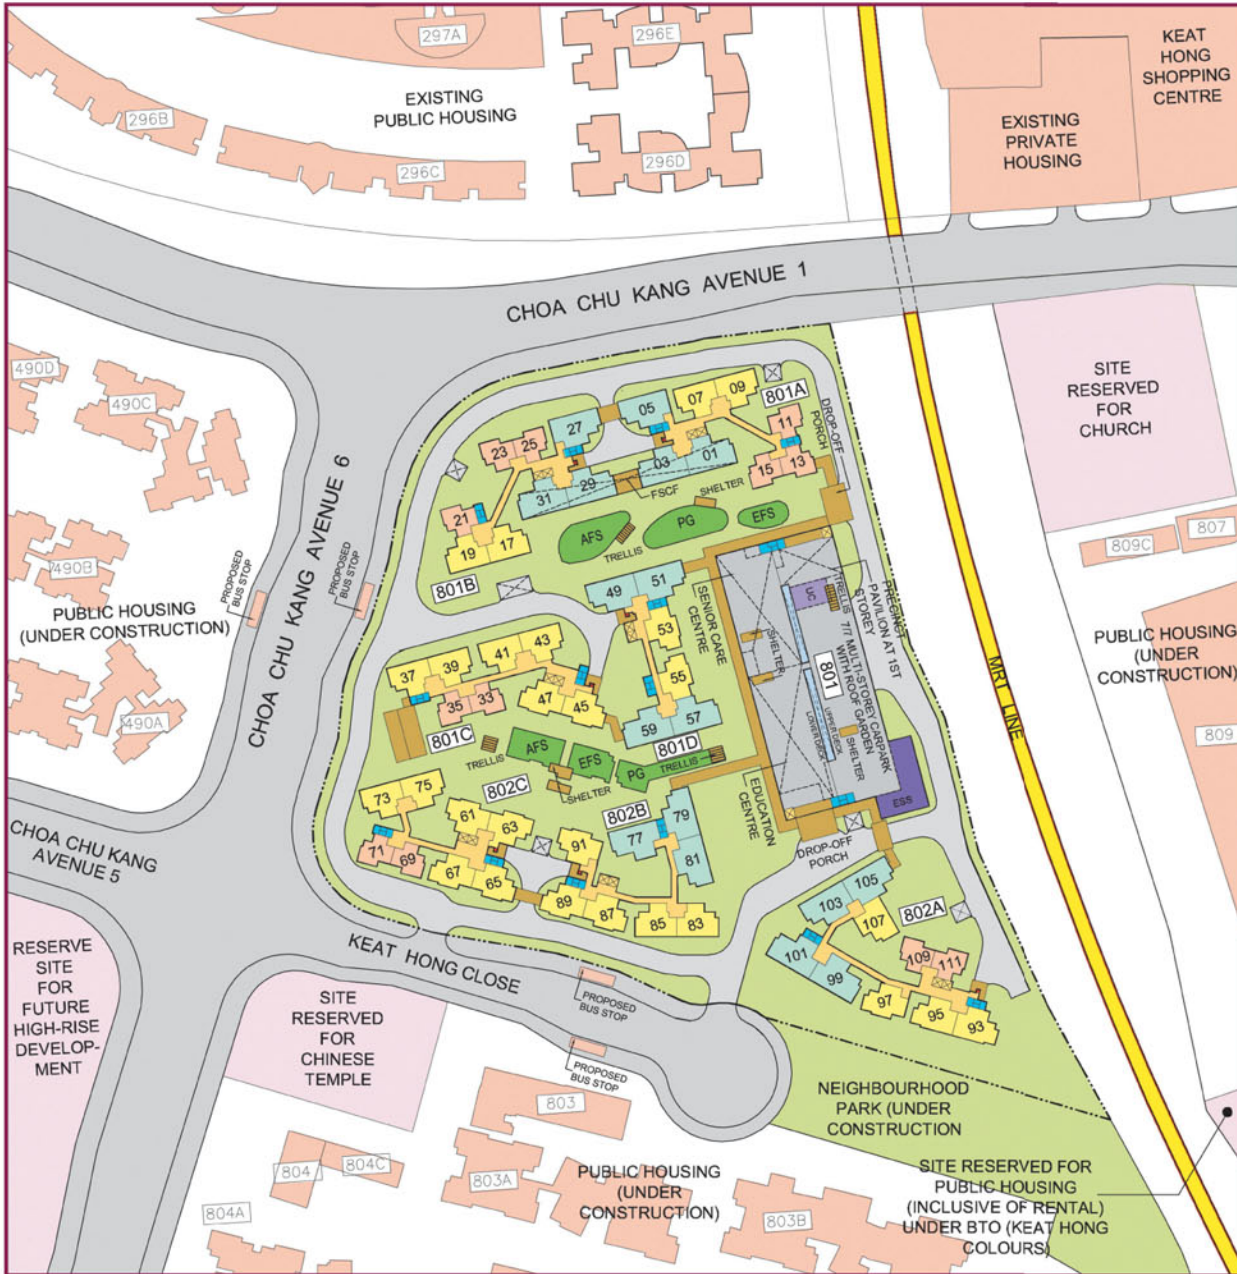 297A
296E
KEAT
HONG
SHOPPING
CENTRE
EXISTING
PUBLIC HOUSING
296B
EXISTING
PRIVATE
HOUSING
296C
296D
CHOA CHU KANG AVENUE 1
490D
490C
SITE
RESERVED
FOR
CHURCH
CHOA CHU KANG AVENUE 6
801A
09
07
05
27
11
DROP-OFF
PORCH
23
25
03
01
15
13
31
29
FSCF
SHELTER
21
19
17
AFS
PG
EFS
TRELLIS
809C
807
490B
PROPOSED
BUS STOP
PROPOSED
BUS STOP
PUBLIC HOUSING
(UNDER CONSTRUCTION)
801B
49
51
53
55
59
57
SENIOR CARE
CENTRE
UC
TRELLIS
PRECINCT
PAVILION AT 1ST
STOREY
7/7 MULTI-STOREY CARPARK
WITH ROOF GARDEN
SHELTER
801
UPPER DECK
LOWER DECK
SHELTER
PUBLIC HOUSING
(UNDER
CONSTRUCTION)
MRT LINE
809
490A
37
39
41
43
35
33
47
45
801C
801D
AFS
EFS
PG
TRELLIS
TRELLIS
SHELTER
802C
802B
EDUCATION
CENTRE
ESS
DROP-OFF
PORCH
CHOA CHU KANG
AVENUE 5
73
75
61
63
71
69
67
65
91
89
87
77
79
81
85
83
105
103
107
802A
101
99
109
111
97
95
93
RESERVE
SITE
FOR
FUTURE
HIGH-RISE
DEVELOP-
MENT
KEAT HONG CLOSE
PROPOSED
BUS STOP
SITE
RESERVED
FOR
CHINESE
TEMPLE
PROPOSED
BUS STOP
NEIGHBOURHOOD
PARK (UNDER
CONSTRUCTION
803
804
804C
803A
PUBLIC HOUSING
(UNDER
CONSTRUCTION)
804A
803B
SITE RESERVED FOR
PUBLIC HOUSING
(INCLUSIVE OF RENTAL)
UNDER BTO (KEAT HONG
COLOURS)